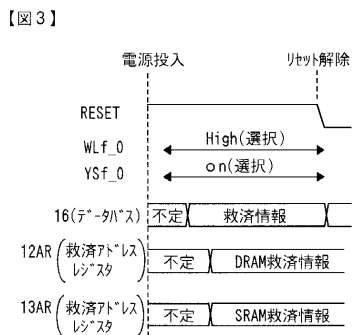 【図3】
電源投入 リセット解除
RESET
WLf_0 High(選択)
YSf_0 on(選択)
16(データバス) 不定 救済情報
12AR(救済アドレスレジスタ) 不定 DRAM救済情報
13AR(救済アドレスレジスタ) 不定 SRAM救済情報